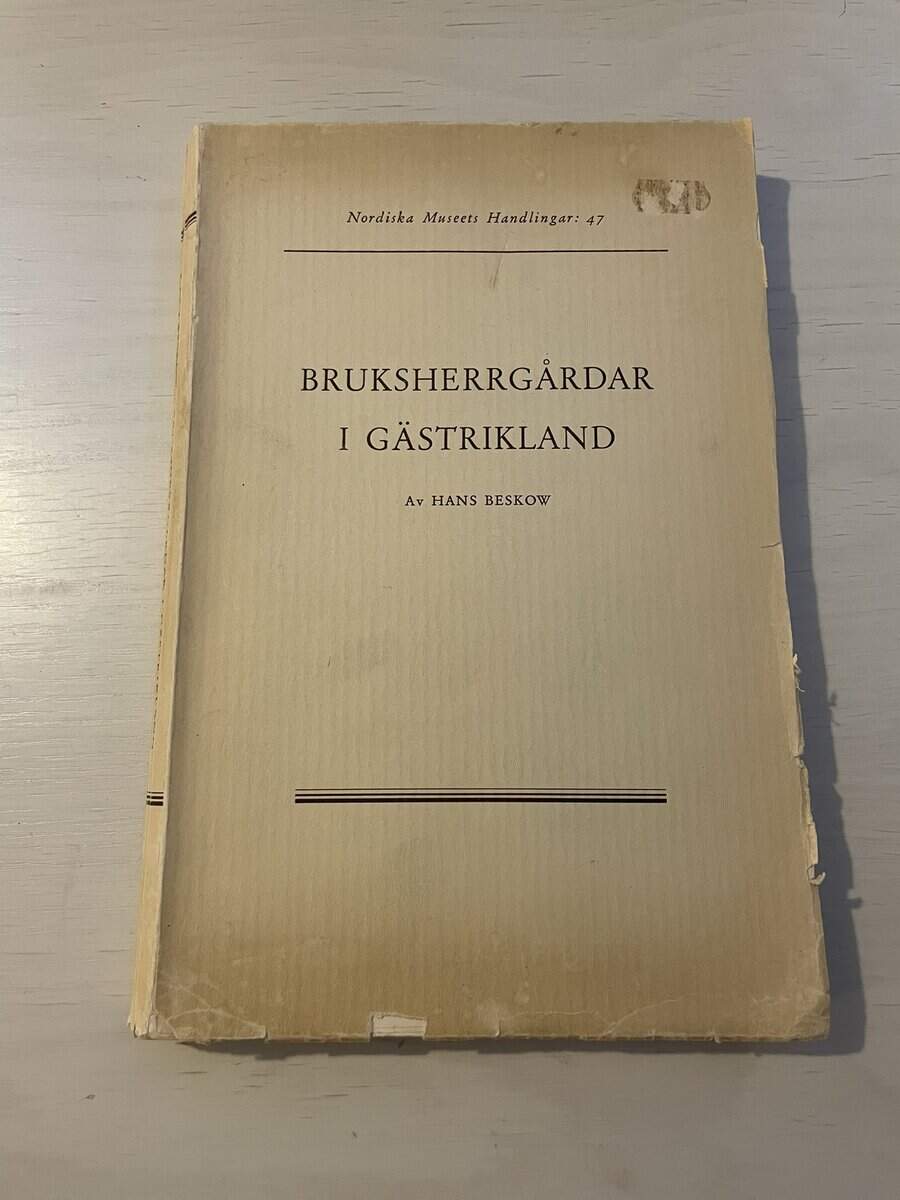 Nordiska Museets Handlingar: 47
BRUKSHERRGÅRDAR
I GÄSTRIKLAND
Av HANS BESKOW